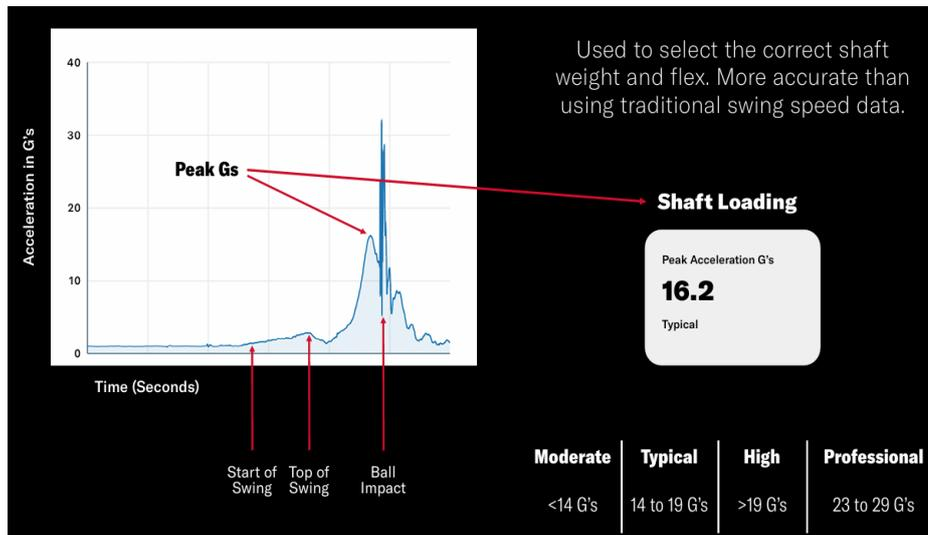 Used to select the correct shaft
weight and flex. More accurate than
using traditional swing speed data.
Acceleration in G's
40
30
20
10
0
Peak Gs
Time (Seconds)
Start of
Swing
Top of
Swing
Ball
Impact
Shaft Loading
Peak Acceleration G's
16.2
Typical
Moderate
<14 G's
Typical
14 to 19 G's
High
>19 G's
Professional
23 to 29 G's